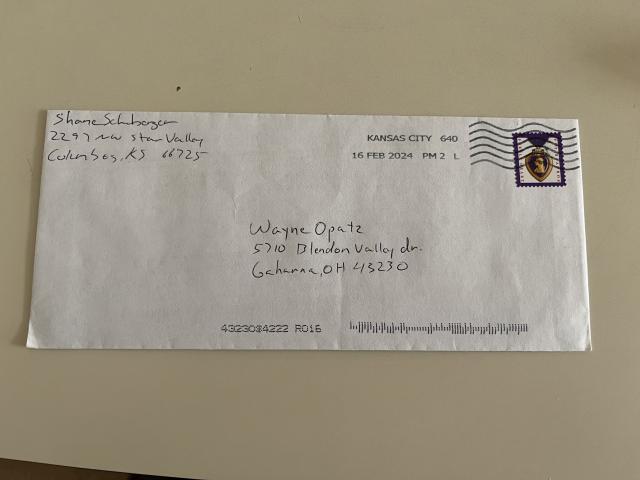 Shane Schuberger
2297 NW Star Valley
Columbus, KS 66725
KANSAS CITY 640
16 FEB 2024 PM 2 L
Wayne Opatz
5710 Blendon Valley dr.
Gahanna, OH 43230
43230@4222 R016